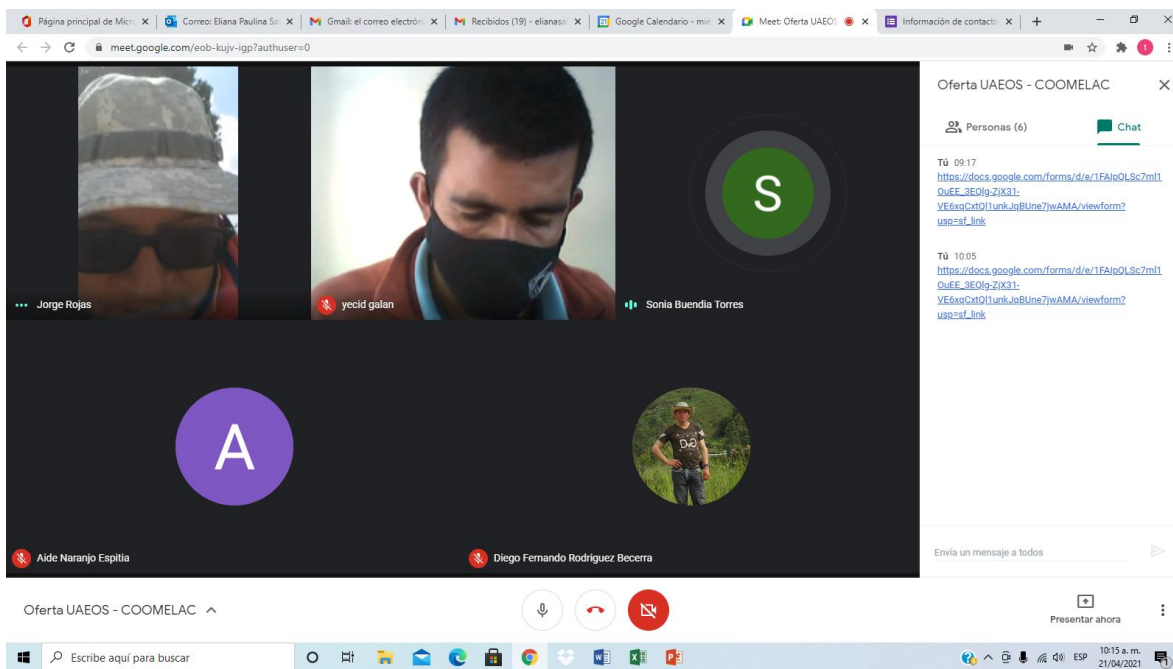 Página principal de Micro
Correo: Eliana Paulina Sa
Gmail: el correo electrón
Recibidos (19) - elianasa
Google Calendario - mié
Meet: Oferta UAEOS
Información de contacto
meet.google.com/eob-kujv-igp?authuser=0
t
Jorge Rojas
yecid galan
S
Sonia Buendia Torres
A
Aide Naranjo Espitia
Diego Fernando Rodriguez Becerra
Oferta UAEOS - COOMELAC
Personas (6)
Chat
Tú 09:17
https://docs.google.com/forms/d/e/1FAIpQLSc7ml1
OuEE_3EQlg-ZjX31-
VE6xqCxtQl1unkJqBUne7jwAMA/viewform?
usp=sf_link
Tú 10:05
https://docs.google.com/forms/d/e/1FAIpQLSc7ml1
OuEE_3EQlg-ZjX31-
VE6xqCxtQl1unkJqBUne7jwAMA/viewform?
usp=sf_link
Envía un mensaje a todos
Oferta UAEOS - COOMELAC
Presentar ahora
Escribe aquí para buscar
ESP
10:15 a. m.
21/04/2021